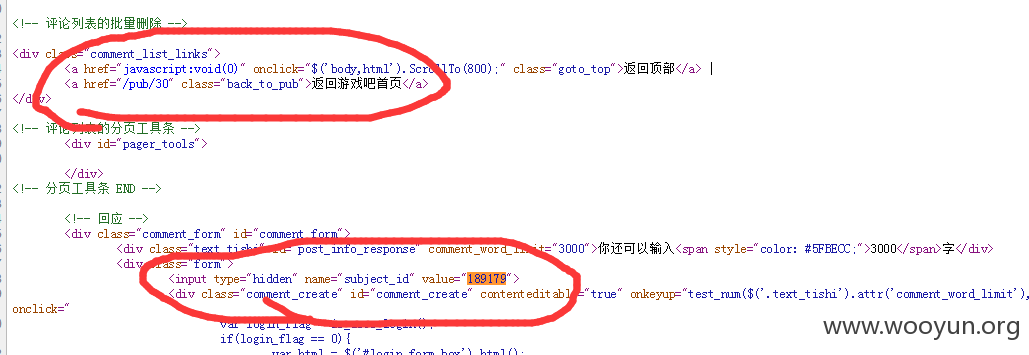 <!-- 评论列表的批量删除 -->
<div class="comment_list_links">
<a href="javascript:void(0)" onclick="$('body,html').ScrollTo(800);" class="goto_top">返回顶部</a> |
<a href="/pub/30" class="back_to_pub">返回游戏吧首页</a>
</div>
<!-- 评论列表的分页工具条 -->
<div id="pager_tools">
</div>
<!-- 分页工具条 END -->
<!-- 回应 -->
<div class="comment_form" id="comment_form">
<div class="text_tishi" id="post_info_response" comment_word_limit="3000">你还可以输入<span style="color: #5FBECC;">3000</span>字</div>
<div class="form">
<input type="hidden" name="subject_id" value="189179">
<div class="comment_create" id="comment_create" contenteditable="true" onkeyup="test_num($('.text_tishi').attr('comment_word_limit'),
onclick="
if(login_flag == 0){
var html = $('#login_form_box').html();
www.wooyun.org